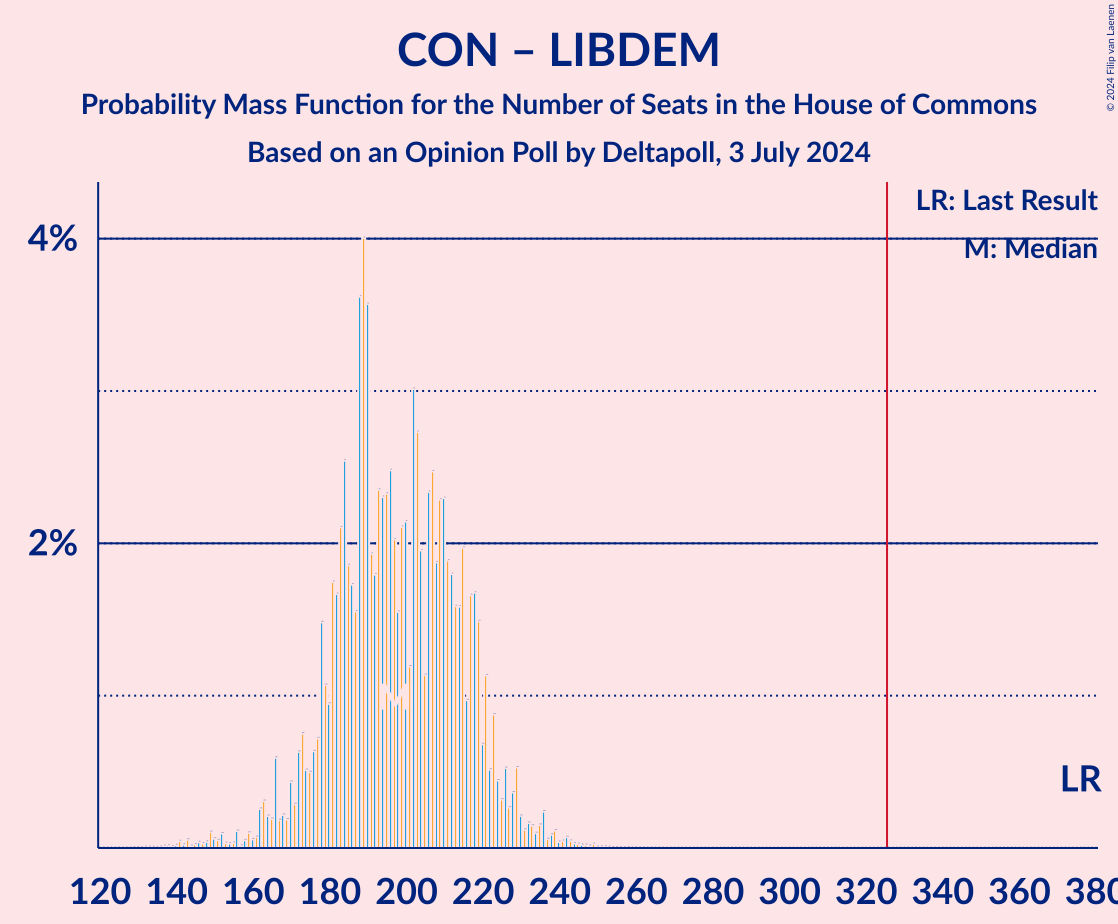 CON – LIBDEM
Probability Mass Function for the Number of Seats in the House of Commons
Based on an Opinion Poll by Deltapoll, 3 July 2024
© 2024 Filip van Laenen
LR: Last Result
M: Median
4%
2%
M
LR
120 140 160 180 200 220 240 260 280 300 320 340 360 380